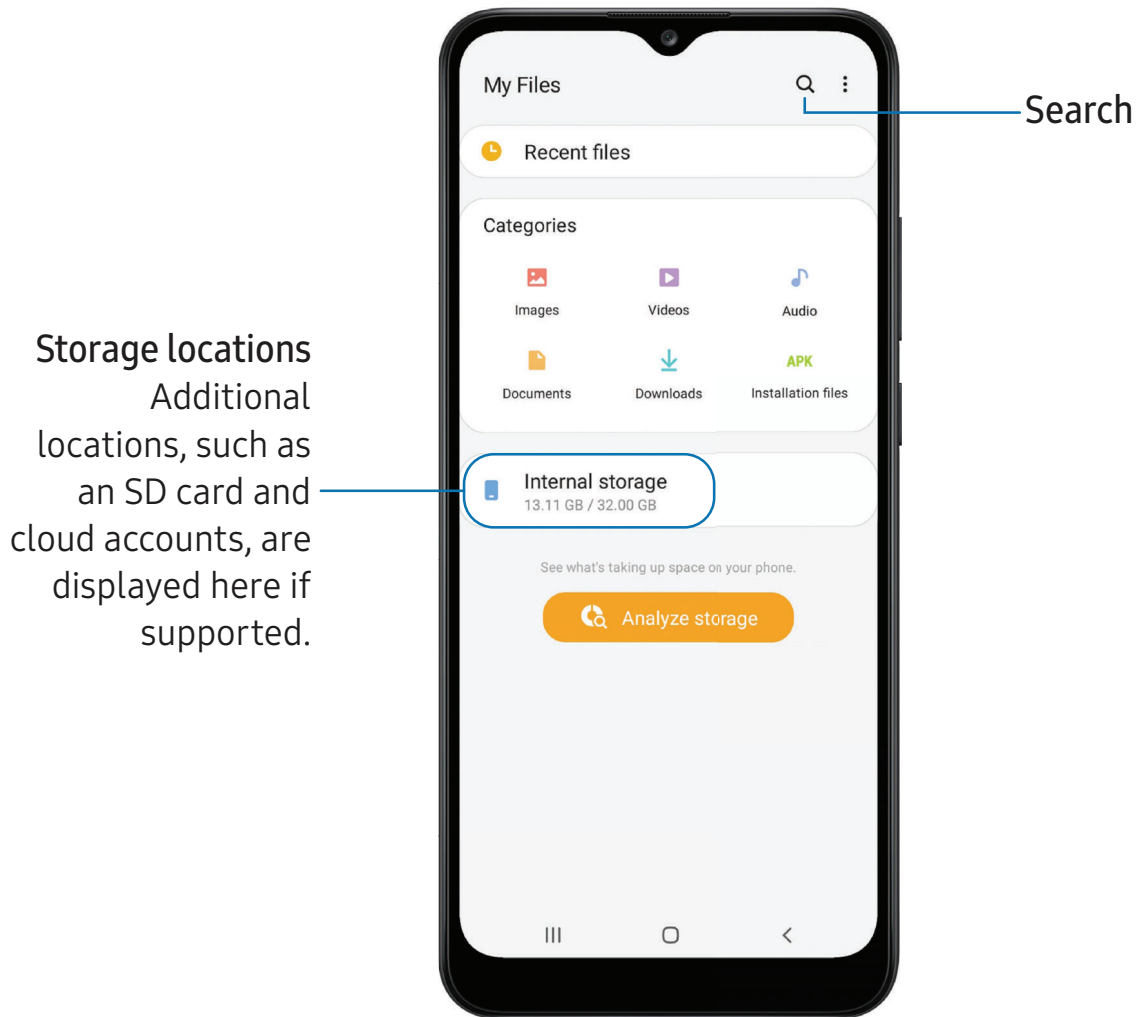 My Files
Search
Recent files
Categories
Images Videos Audio
Documents Downloads APK Installation files
Storage locations
Additional
locations, such as
an SD card and
cloud accounts, are
displayed here if
supported.
Internal storage
13.11 GB / 32.00 GB
See what's taking up space on your phone.
Analyze storage